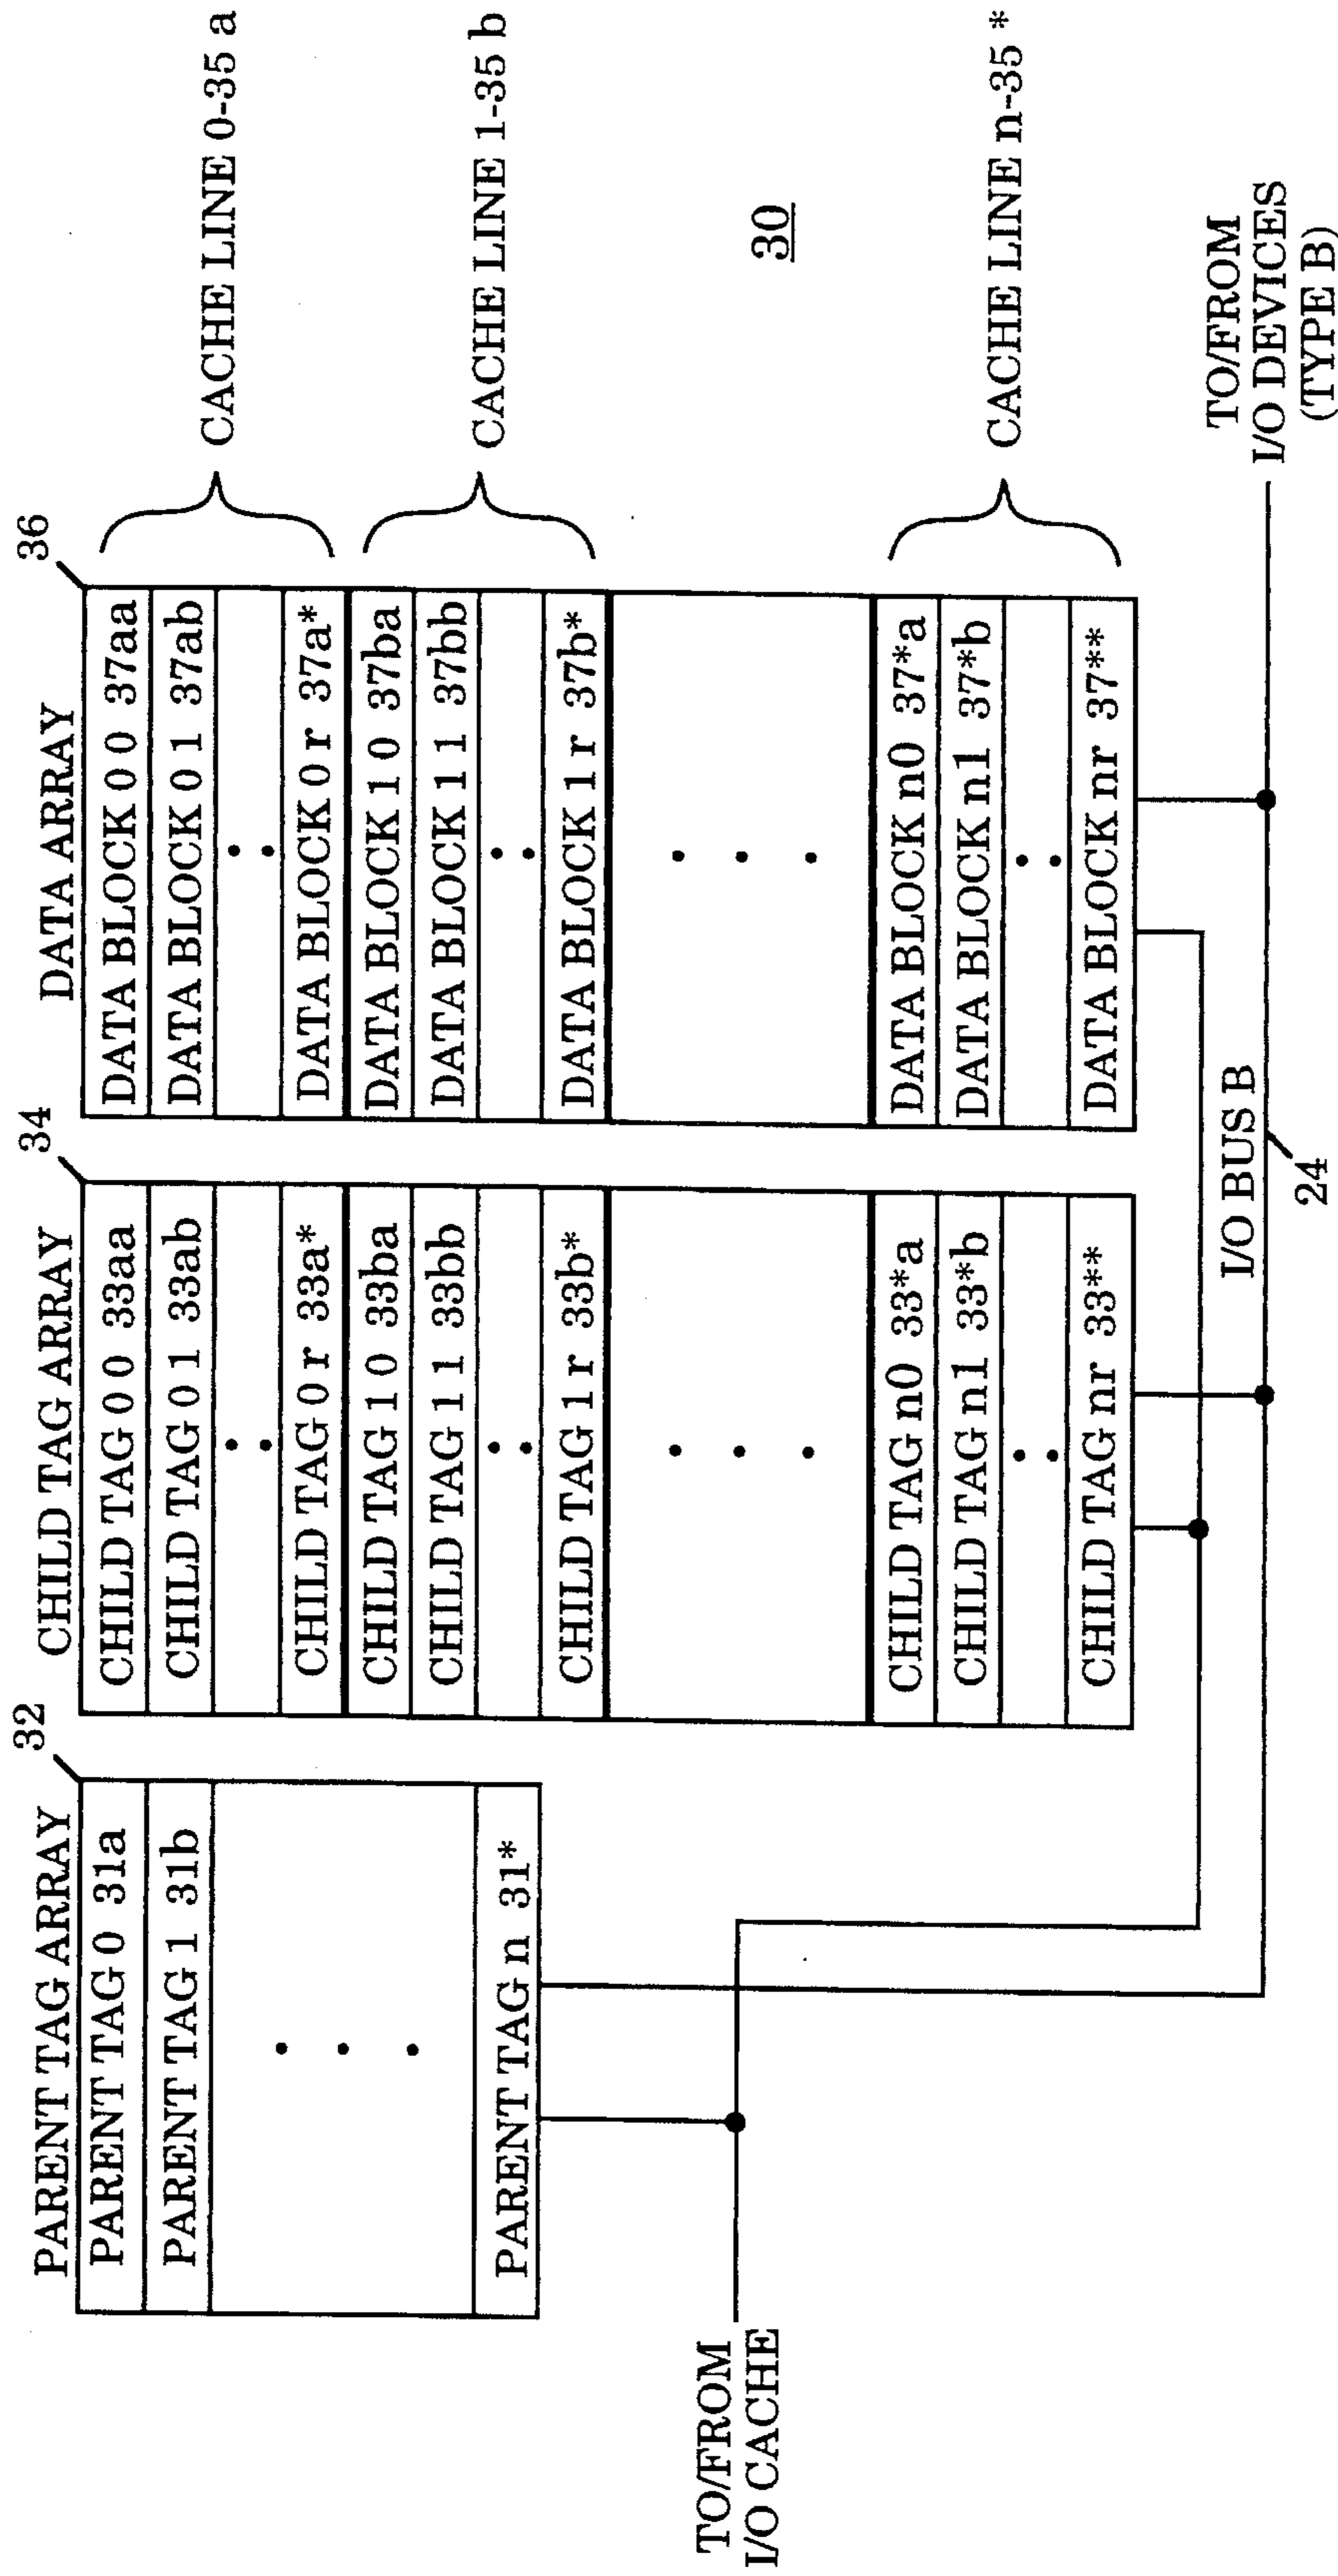 PARENT TAG ARRAY
32
PARENT TAG 0 31a
PARENT TAG 1 31b
PARENT TAG n 31*
CHILD TAG ARRAY
34
CHILD TAG 0 0 33aa
CHILD TAG 0 1 33ab
CHILD TAG 0 r 33a*
CHILD TAG 1 0 33ba
CHILD TAG 1 1 33bb
CHILD TAG 1 r 33b*
CHILD TAG n0 33*a
CHILD TAG n1 33*b
CHILD TAG nr 33**
DATA ARRAY
36
DATA BLOCK 0 0 37aa
DATA BLOCK 0 1 37ab
DATA BLOCK 0 r 37a*
DATA BLOCK 1 0 37ba
DATA BLOCK 1 1 37bb
DATA BLOCK 1 r 37b*
DATA BLOCK n0 37*a
DATA BLOCK n1 37*b
DATA BLOCK nr 37**
CACHE LINE 0-35 a
CACHE LINE 1-35 b
CACHE LINE n-35 *
30
TO/FROM
I/O CACHE
I/O BUS B
24
TO/FROM
I/O DEVICES
(TYPE B)